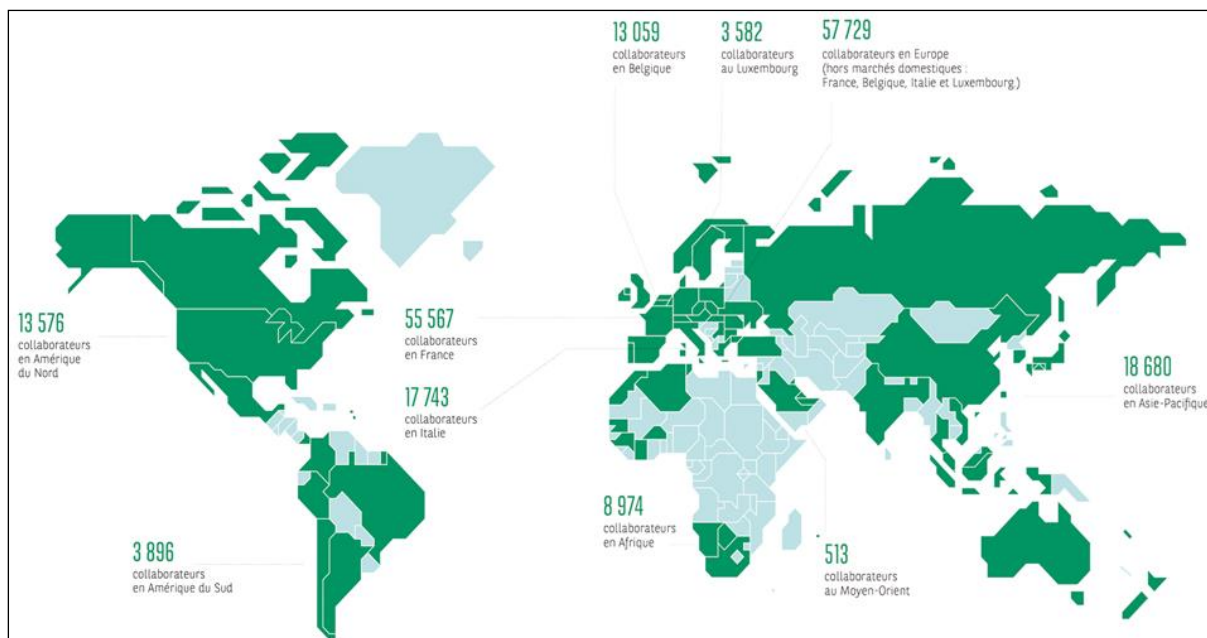 13 059
collaborateurs
en Belgique
3 582
collaborateurs
au Luxembourg
57 729
collaborateurs en Europe
(hors marchés domestiques :
France, Belgique, Italie et Luxembourg.)
13 576
collaborateurs
en Amérique
du Nord
55 567
collaborateurs
en France
17 743
collaborateurs
en Italie
18 680
collaborateurs
en Asie-Pacifique
8 974
collaborateurs
en Afrique
513
collaborateurs
au Moyen-Orient
3 896
collaborateurs
en Amérique du Sud